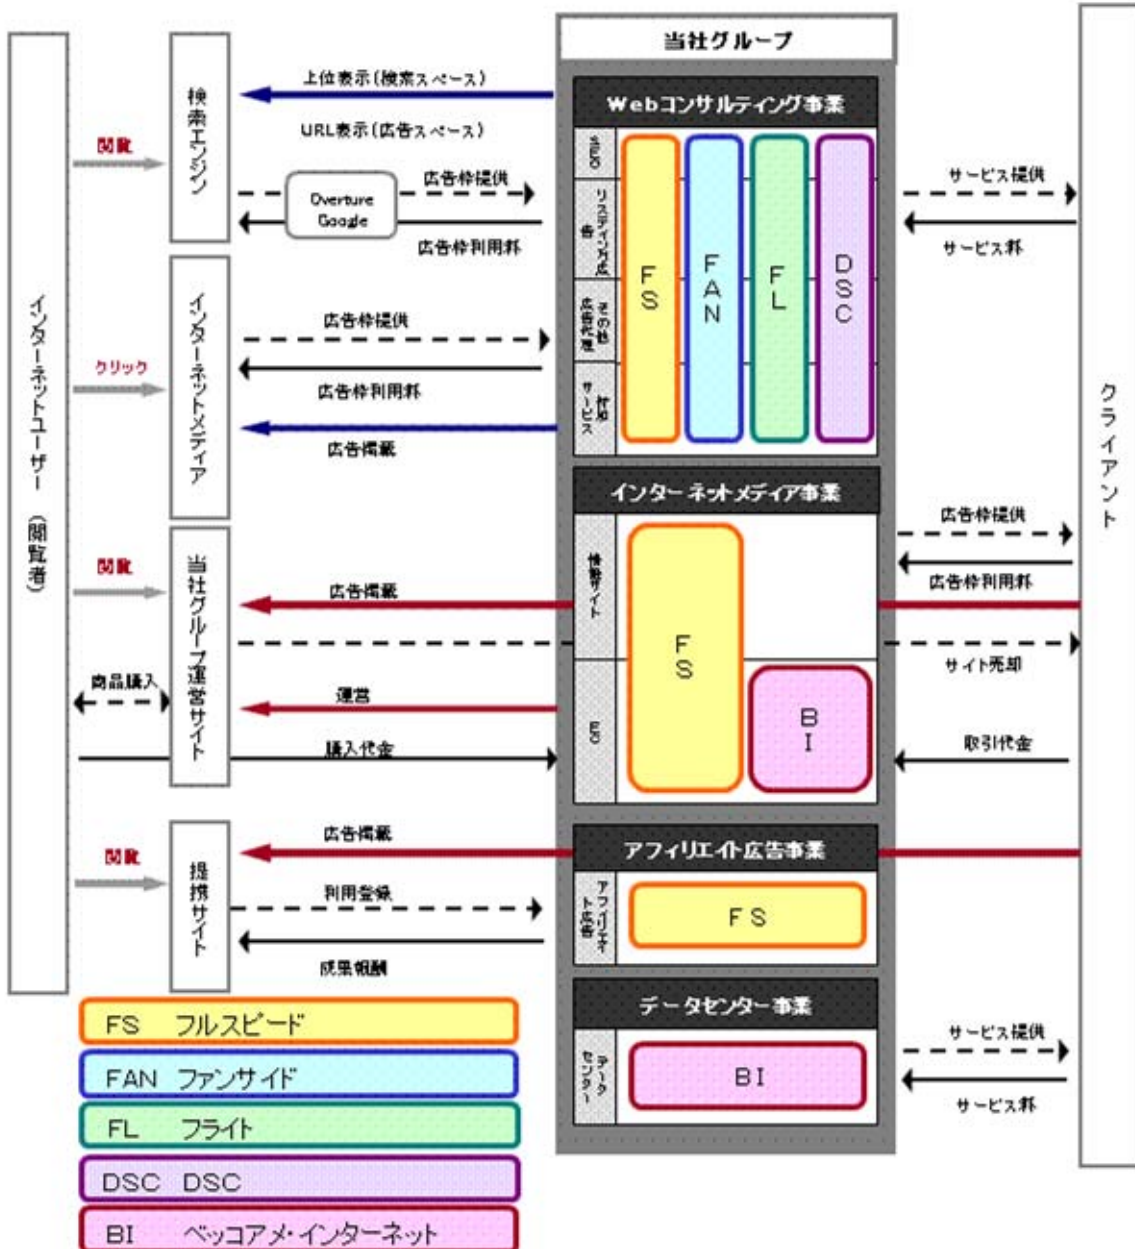 当社グループ
インターネットユーザー（閲覧者）
検索エンジン
閲覧
上位表示（検索スペース）
URL表示（広告スペース）
広告枠提供
Overture
Google
広告枠利用料
Webコンサルティング事業
SEO
リスティング広告
その他広告代理
付加サービス
FS
FAN
FL
DSC
サービス提供
サービス料
クライアント
インターネットメディア
クリック
広告枠提供
広告枠利用料
広告掲載
インターネットメディア事業
情報サイト
EC
FS
BI
広告枠提供
広告枠利用料
サイト売却
取引代金
当社グループ運営サイト
閲覧
広告掲載
商品購入
運営
購入代金
提携サイト
閲覧
広告掲載
利用登録
成果報酬
アフィリエイト広告事業
アフィリエイト広告
FS
データセンター事業
データセンター
BI
サービス提供
サービス料
FS フルスピード
FAN ファンサイド
FL フライト
DSC DSC
BI ベッコアメ・インターネット